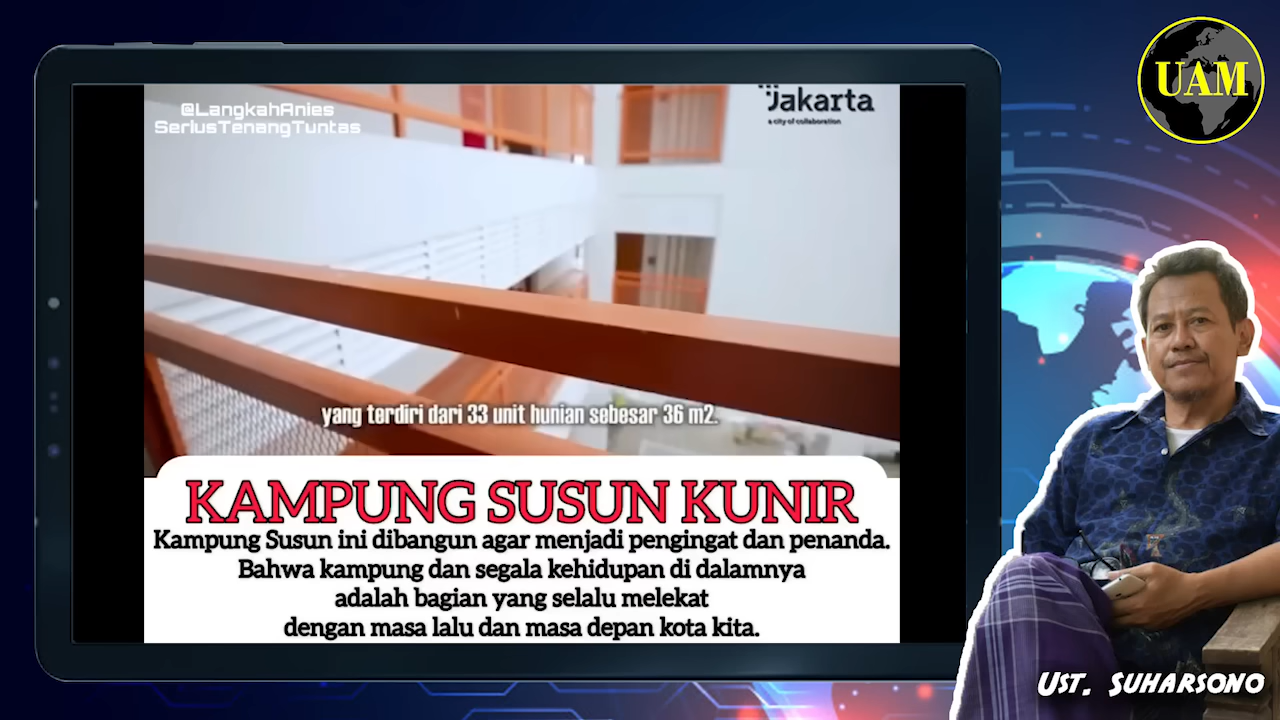 @LangkahAnies
SeriusTenangTuntas
Jakarta
a city of collaboration
UAM
yang terdiri dari 33 unit hunian sebesar 36 m2.
KAMPUNG SUSUN KUNIR
Kampung Susun ini dibangun agar menjadi pengingat dan penanda.
Bahwa kampung dan segala kehidupan di dalamnya
adalah bagian yang selalu melekat
dengan masa lalu dan masa depan kota kita.
UST. SUHARSONO